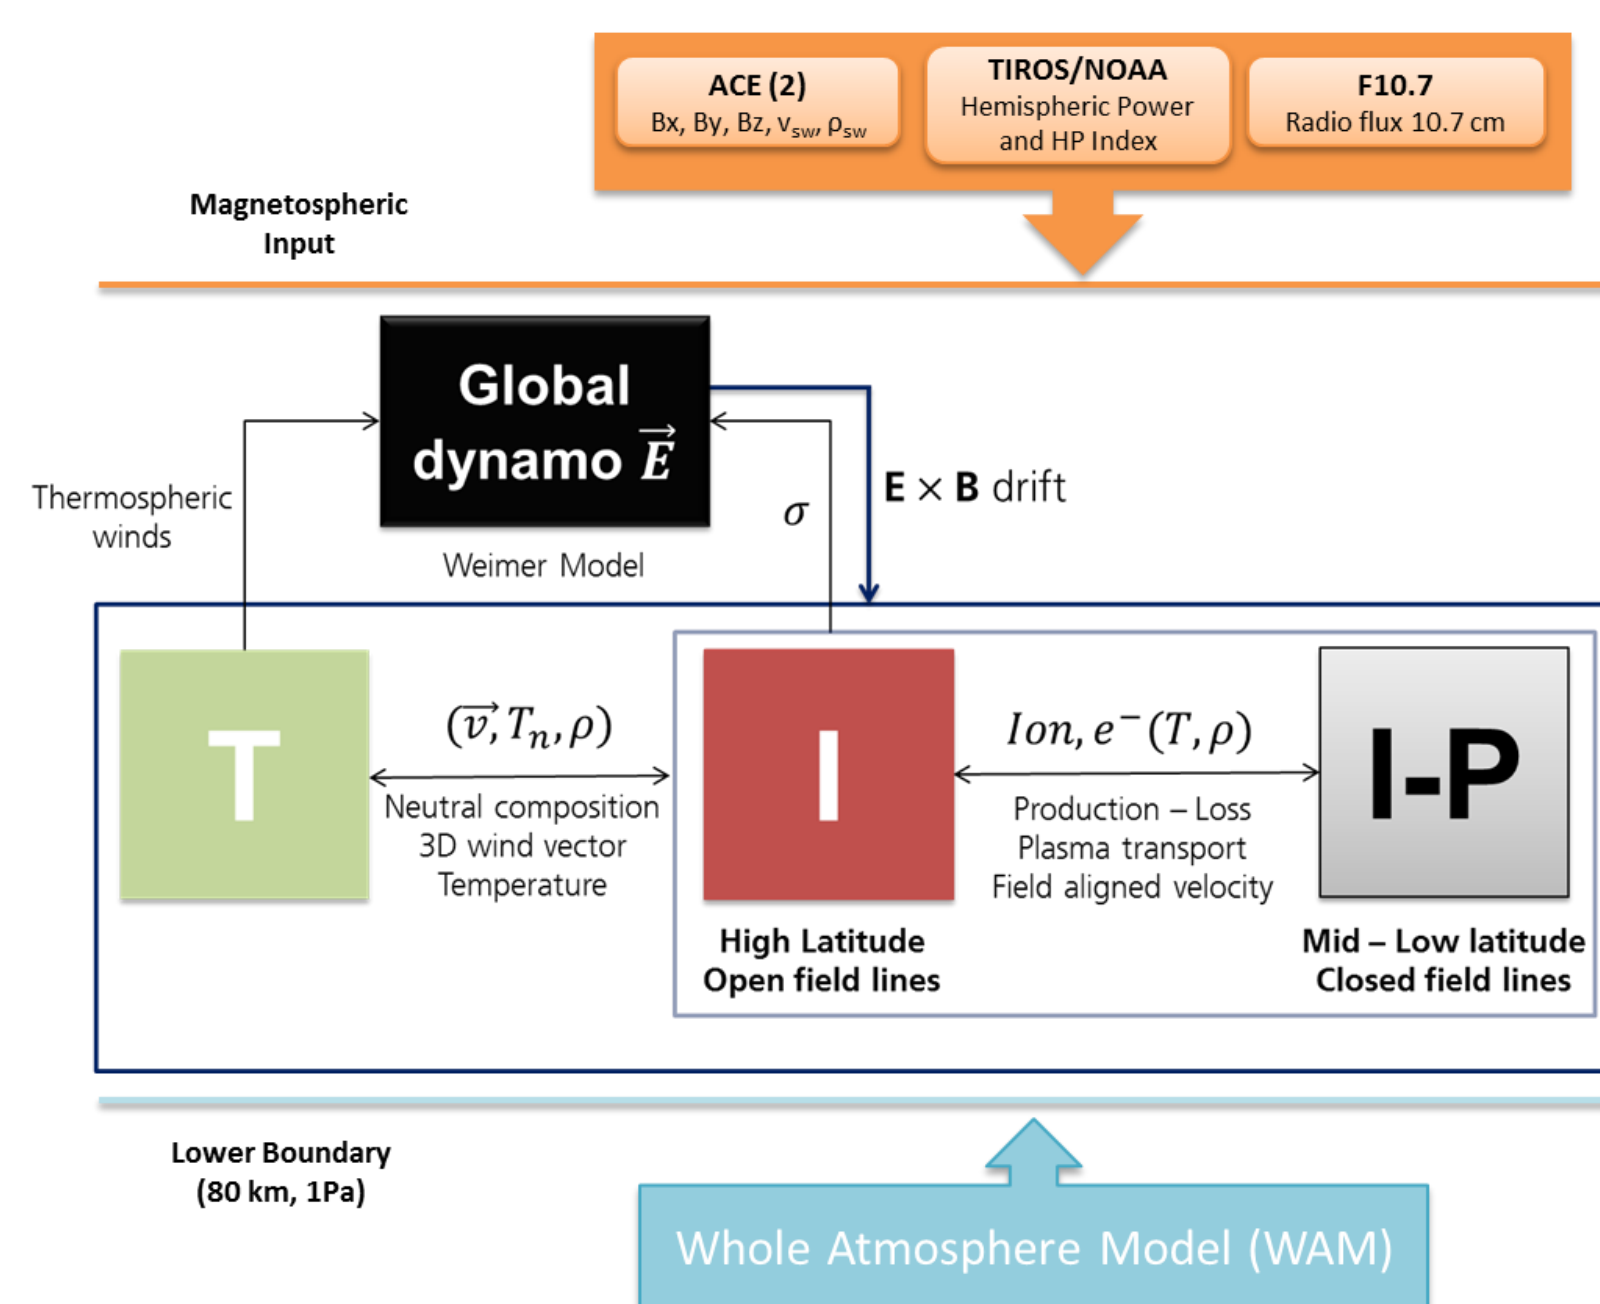 ACE (2)
Bx, By, Bz, vsw, ρsw
TIROS/NOAA
Hemispheric Power
and HP Index
F10.7
Radio flux 10.7 cm
Magnetospheric
Input
Global
dynamo E⃗
Weimer Model
Thermospheric
winds
σ
E × B drift
T
(v⃗, Tn, ρ)
Neutral composition
3D wind vector
Temperature
I
Ion, e⁻(T, ρ)
Production – Loss
Plasma transport
Field aligned velocity
I-P
High Latitude
Open field lines
Mid – Low latitude
Closed field lines
Lower Boundary
(80 km, 1Pa)
Whole Atmosphere Model (WAM)